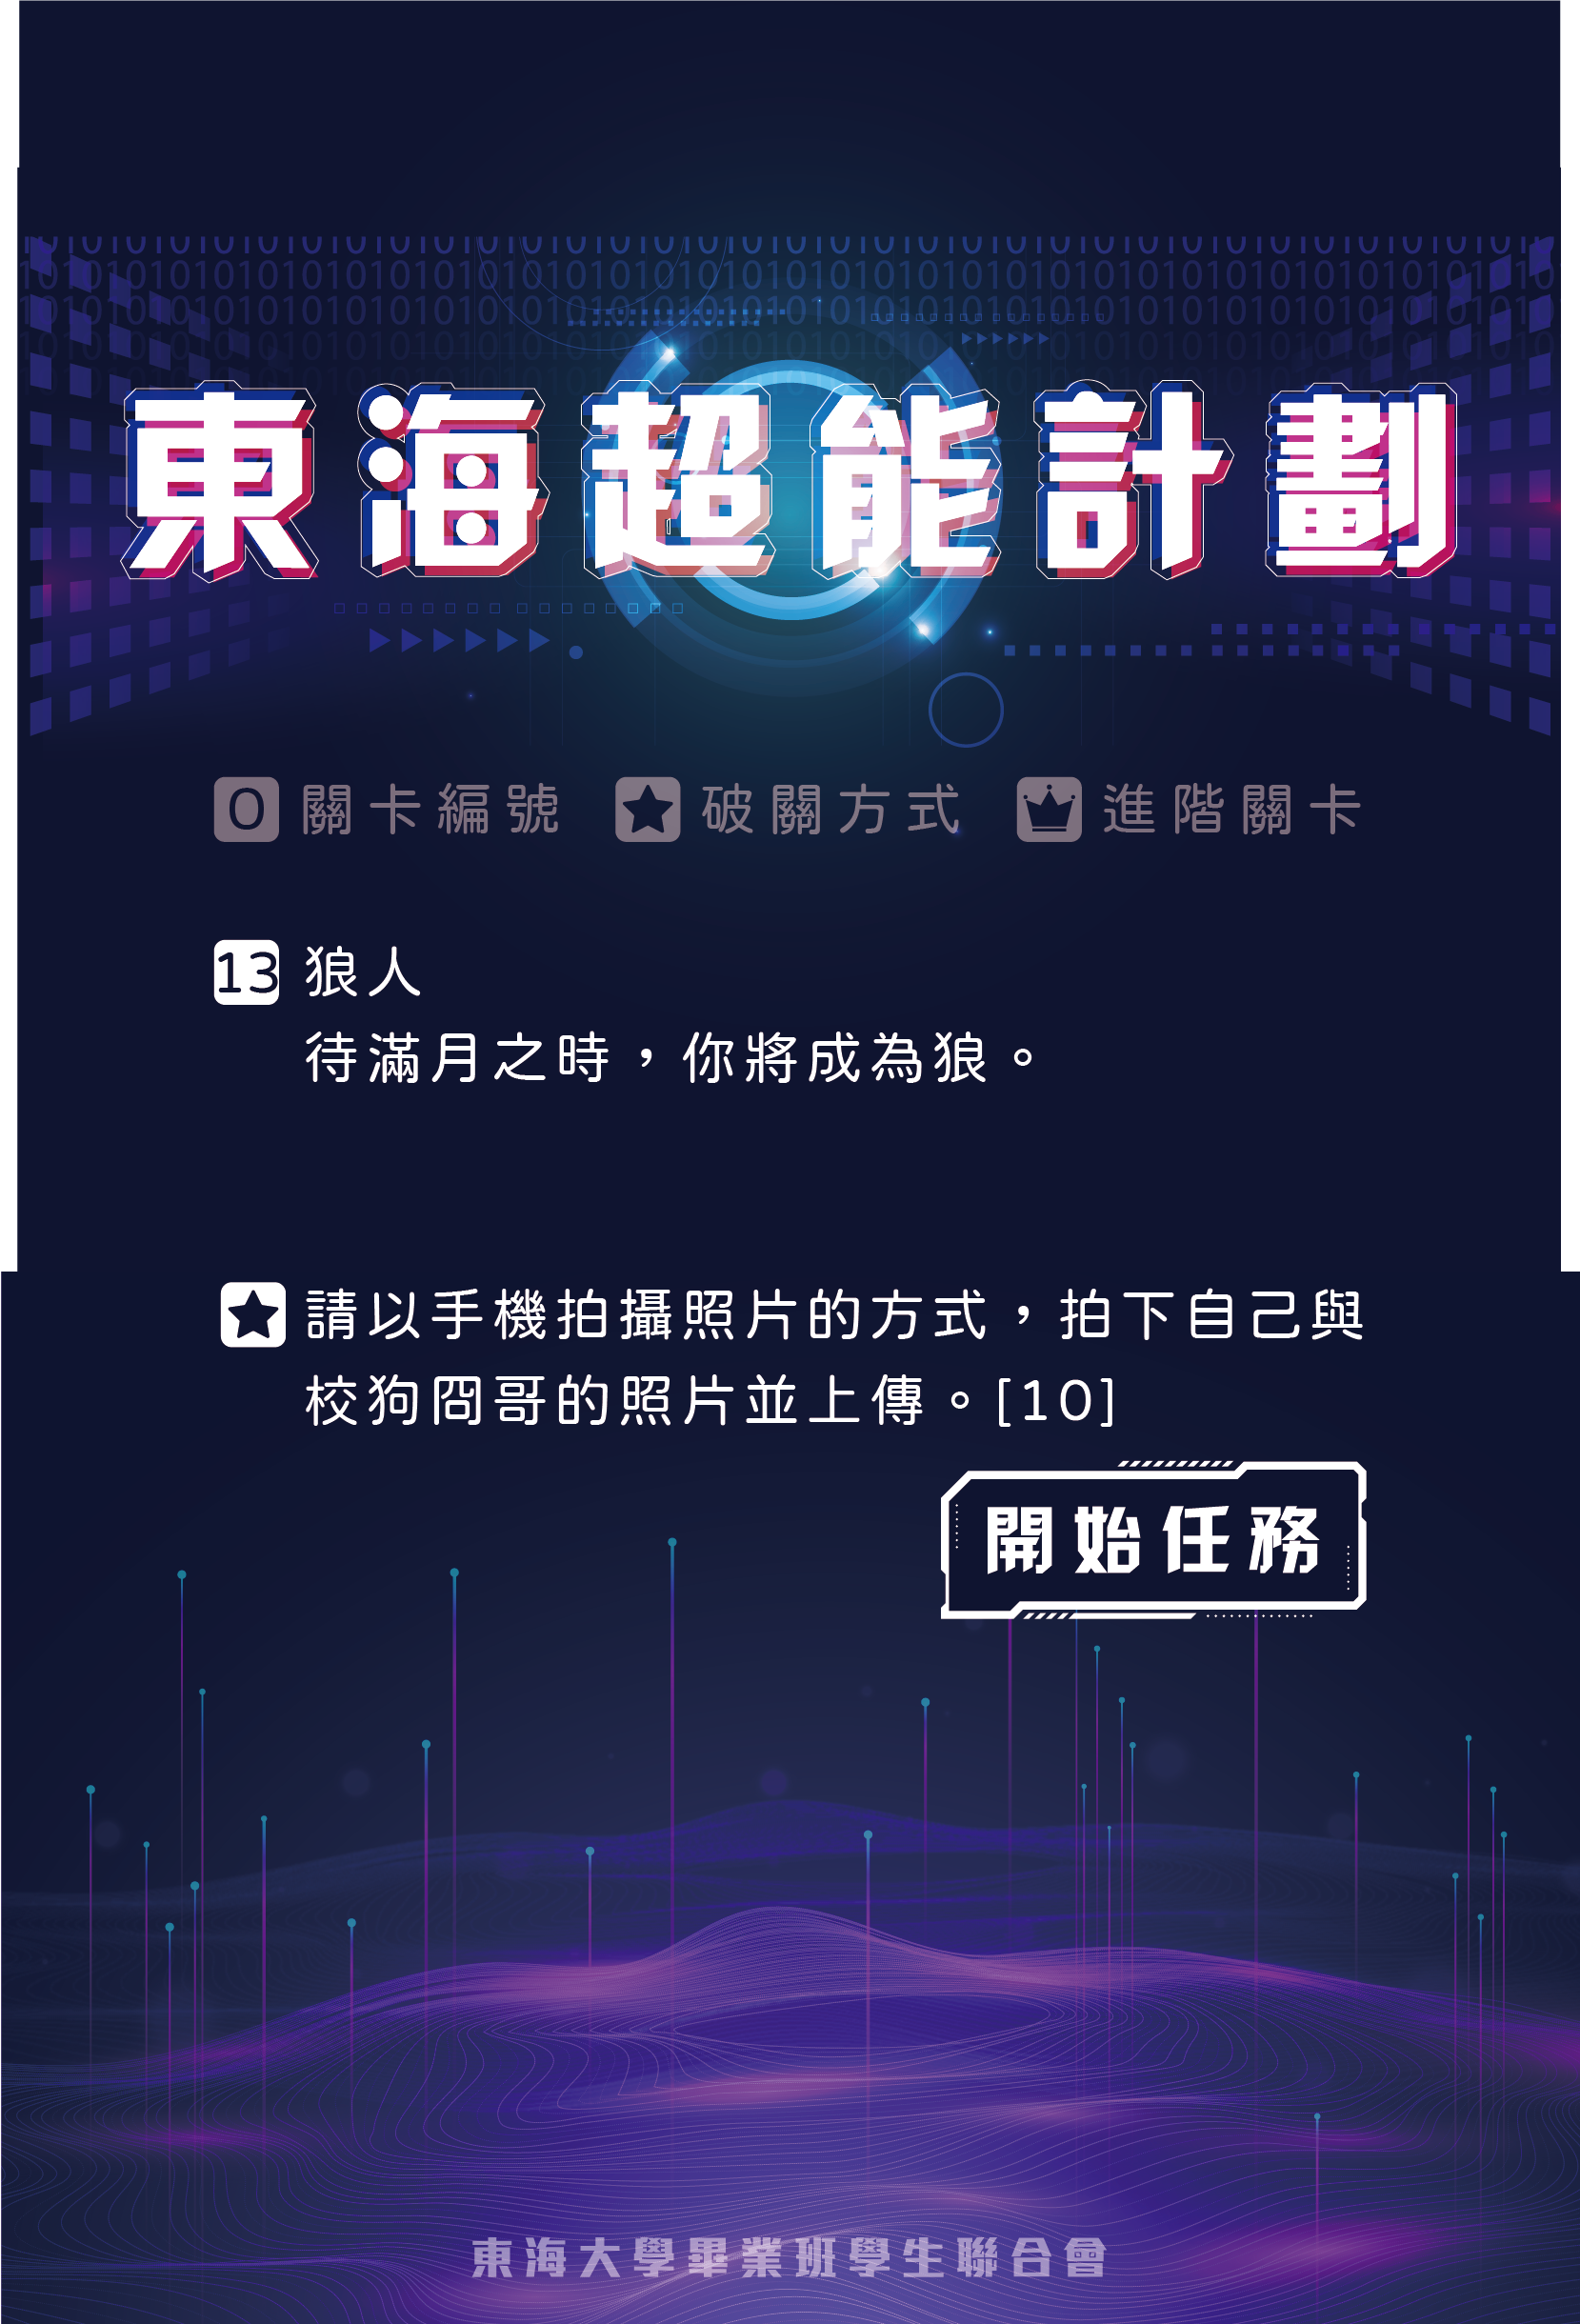 東海超能計劃
0 關卡編號 破關方式 進階關卡
13 狼人
待滿月之時，你將成為狼。
請以手機拍攝照片的方式，拍下自己與
校狗冏哥的照片並上傳。[10]
開始任務
東海大學畢業班學生聯合會